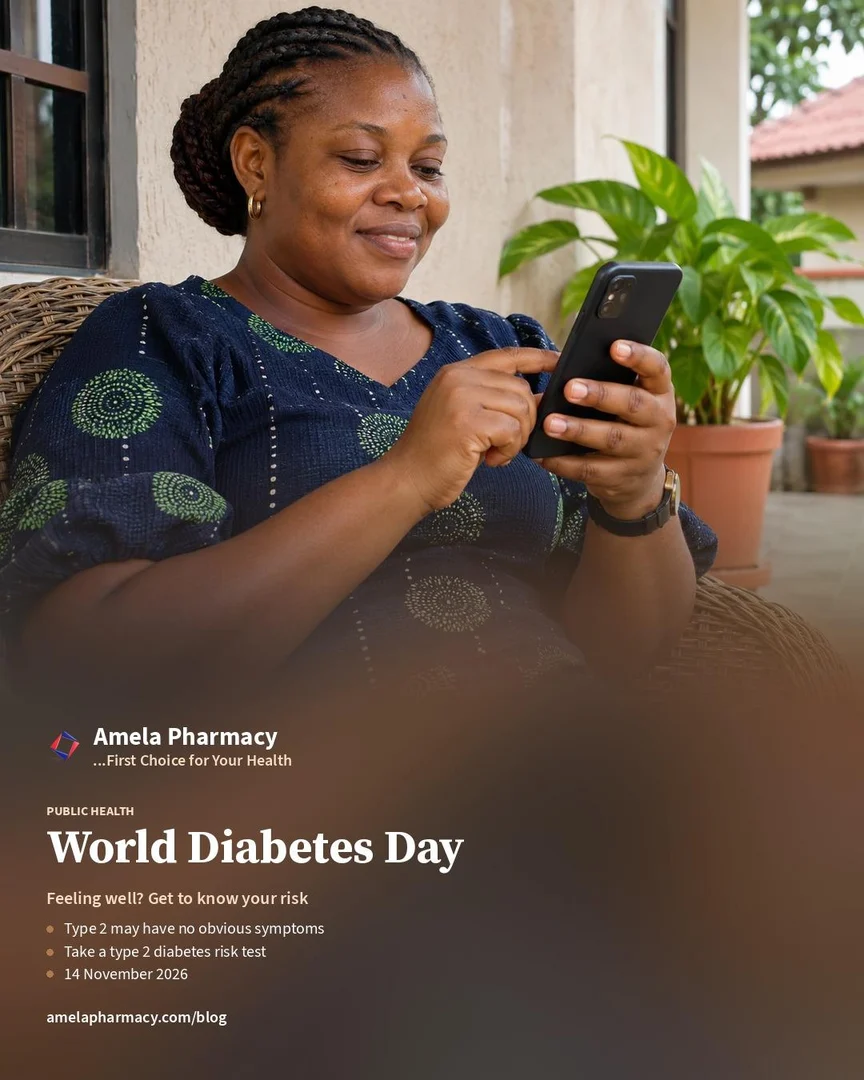 Amela Pharmacy
...First Choice for Your Health
PUBLIC HEALTH
World Diabetes Day
Feeling well? Get to know your risk
Type 2 may have no obvious symptoms
Take a type 2 diabetes risk test
14 November 2026
amelapharmacy.com/blog